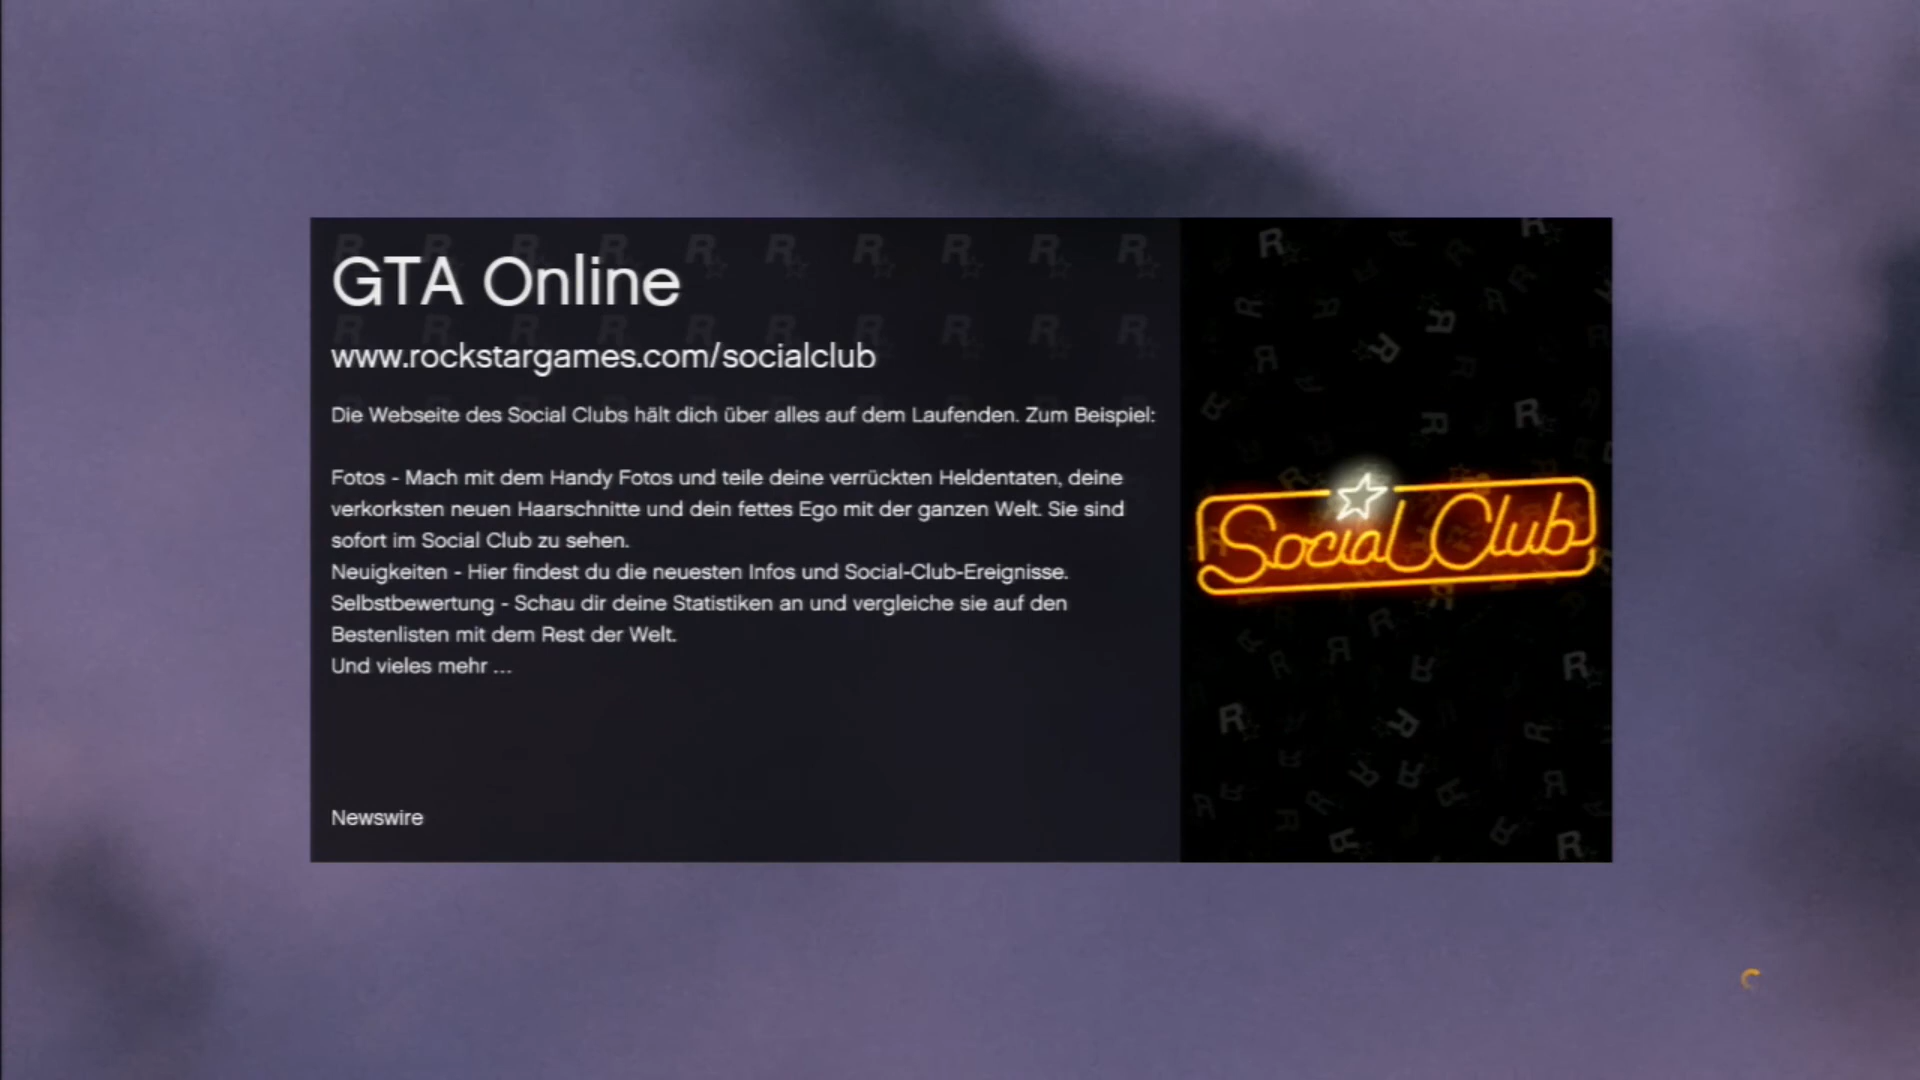 GTA Online
www.rockstargames.com/socialclub
Die Webseite des Social Clubs hält dich über alles auf dem Laufenden. Zum Beispiel:
Fotos - Mach mit dem Handy Fotos und teile deine verrückten Heldentaten, deine
verkorksten neuen Haarschnitte und dein fettes Ego mit der ganzen Welt. Sie sind
sofort im Social Club zu sehen.
Neuigkeiten - Hier findest du die neuesten Infos und Social-Club-Ereignisse.
Selbstbewertung - Schau dir deine Statistiken an und vergleiche sie auf den
Bestenlisten mit dem Rest der Welt.
Und vieles mehr ...
Newswire
Social Club